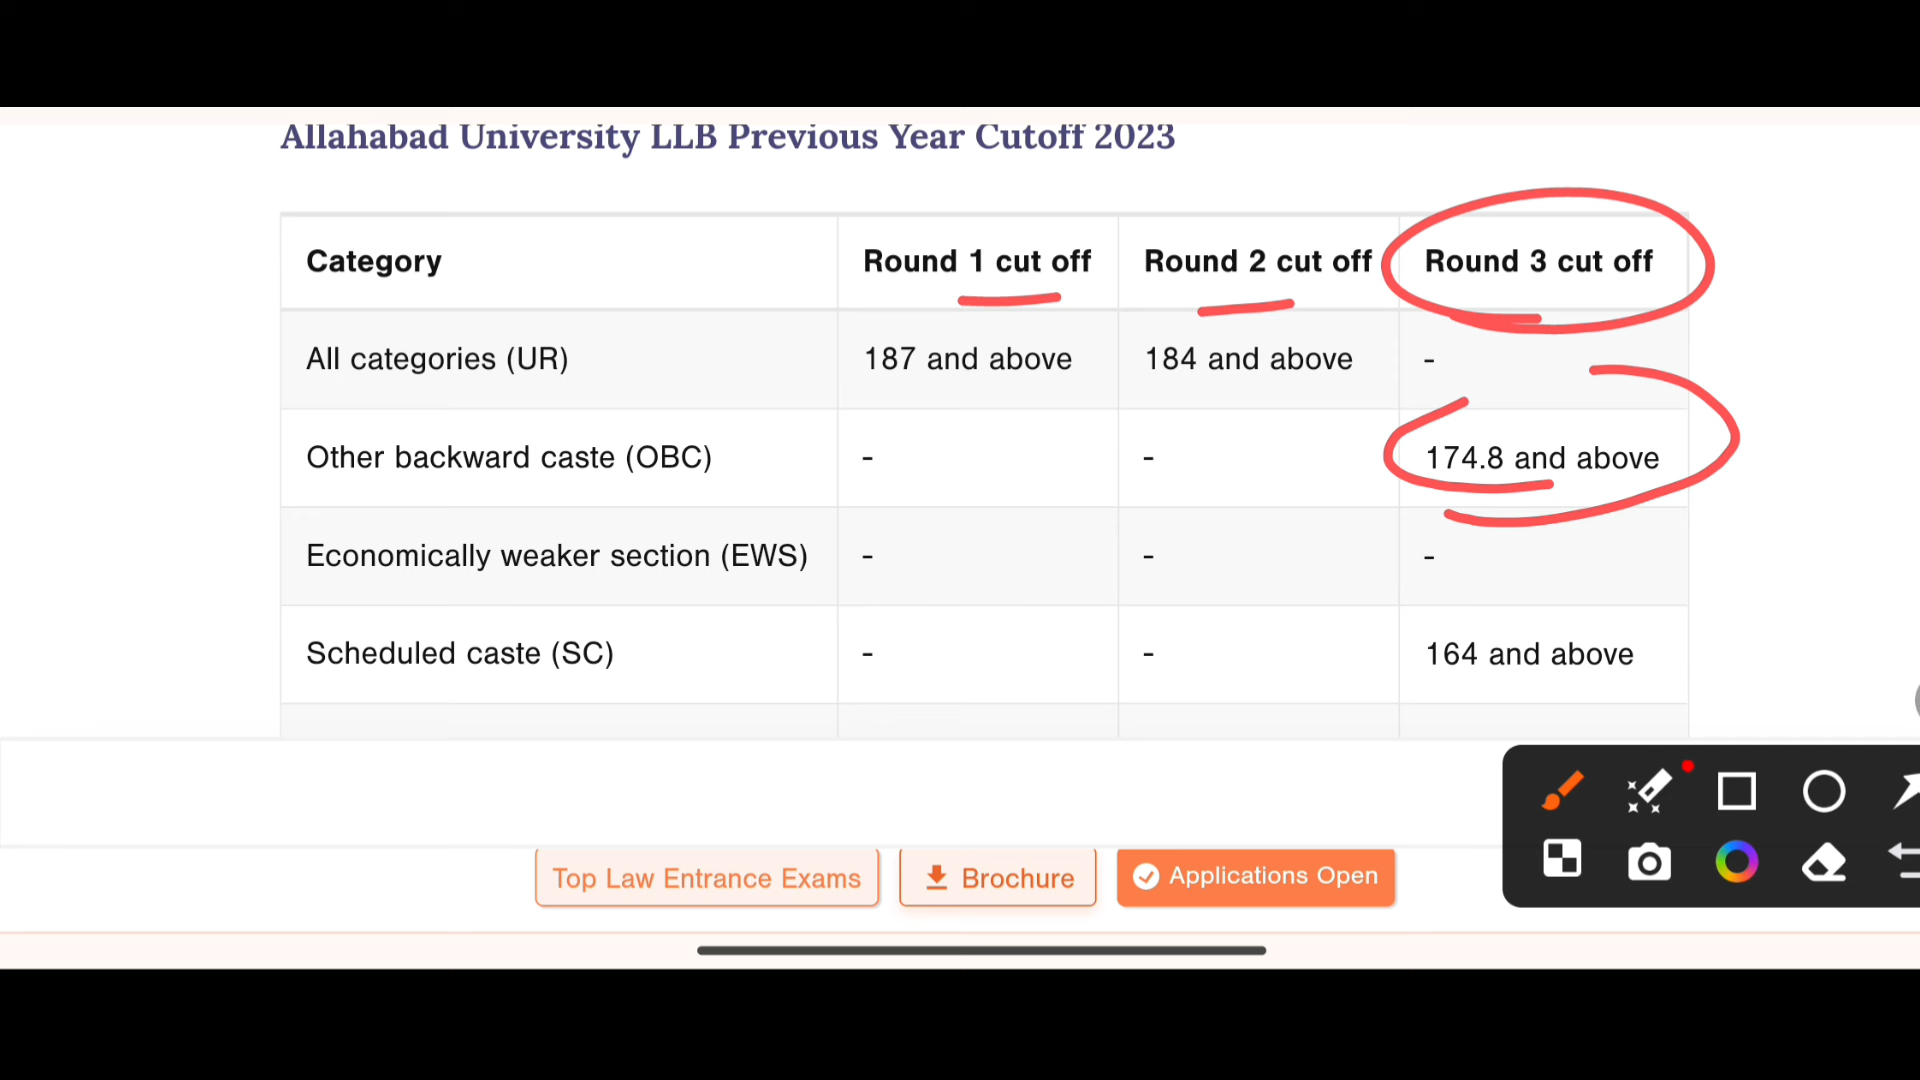 Allahabad University LLB Previous Year Cutoff 2023
Category Round 1 cut off Round 2 cut off Round 3 cut off
All categories (UR) 187 and above 184 and above -
Other backward caste (OBC) - - 174.8 and above
Economically weaker section (EWS) - - -
Scheduled caste (SC) - - 164 and above
Top Law Entrance Exams Brochure Applications Open